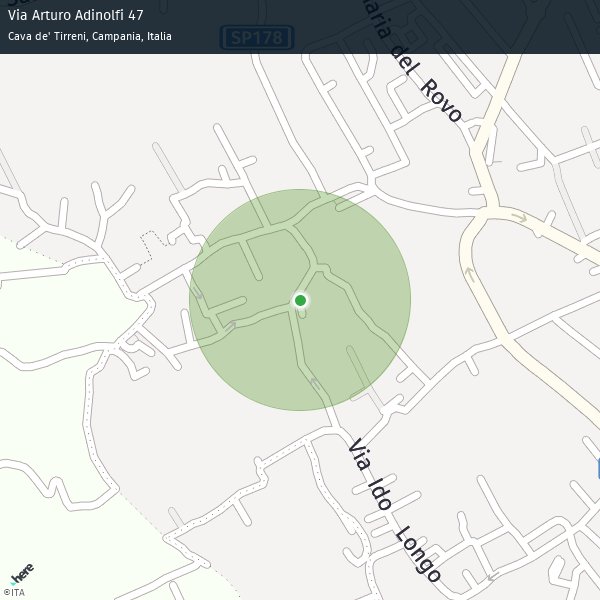 Via Arturo Adinolfi 47
Cava de' Tirreni, Campania, Italia
SP178
maria del Rovo
Via Ido Longo
here
©ITA